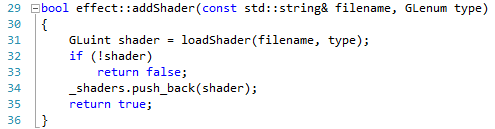 29 bool effect::addShader(const std::string& filename, GLenum type)
30 {
31     GLuint shader = loadShader(filename, type);
32     if (!shader)
33         return false;
34     _shaders.push_back(shader);
35     return true;
36 }